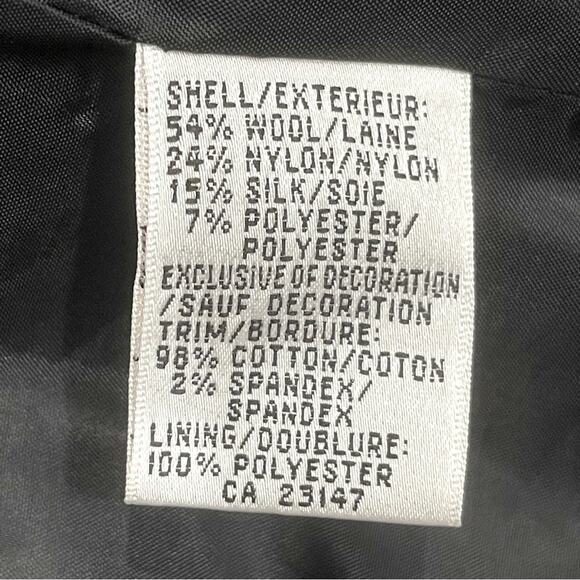 SHELL/EXTERIEUR:
54% WOOL/LAINE
24% NYLON/NYLON
15% SILK/SOIE
7% POLYESTER/
POLYESTER
EXCLUSIVE OF DECORATION
/SAUF DECORATION
TRIM/BORDURE:
98% COTTON/COTON
2% SPANDEX/
SPANDEX
LINING/DOUBLURE:
100% POLYESTER
CA 23147